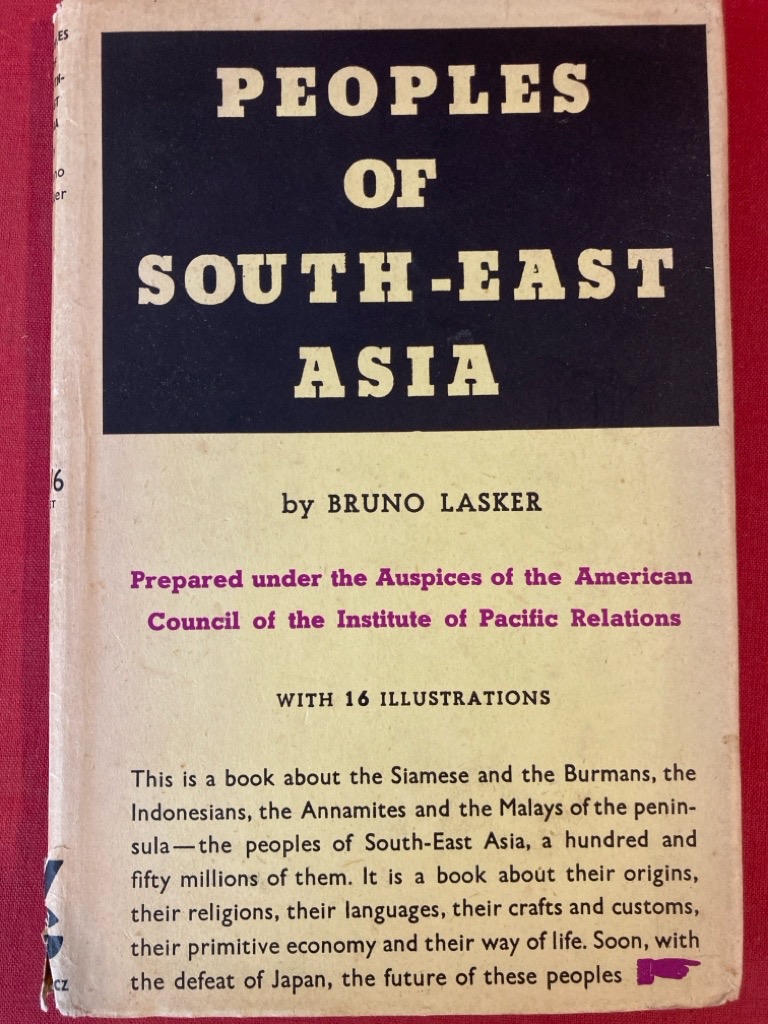 PEOPLES
OF
SOUTH-EAST
ASIA
by BRUNO LASKER
Prepared under the Auspices of the American
Council of the Institute of Pacific Relations
WITH 16 ILLUSTRATIONS
This is a book about the Siamese and the Burmans, the
Indonesians, the Annamites and the Malays of the penin-
sula—the peoples of South-East Asia, a hundred and
fifty millions of them. It is a book about their origins,
their religions, their languages, their crafts and customs,
their primitive economy and their way of life. Soon, with
the defeat of Japan, the future of these peoples